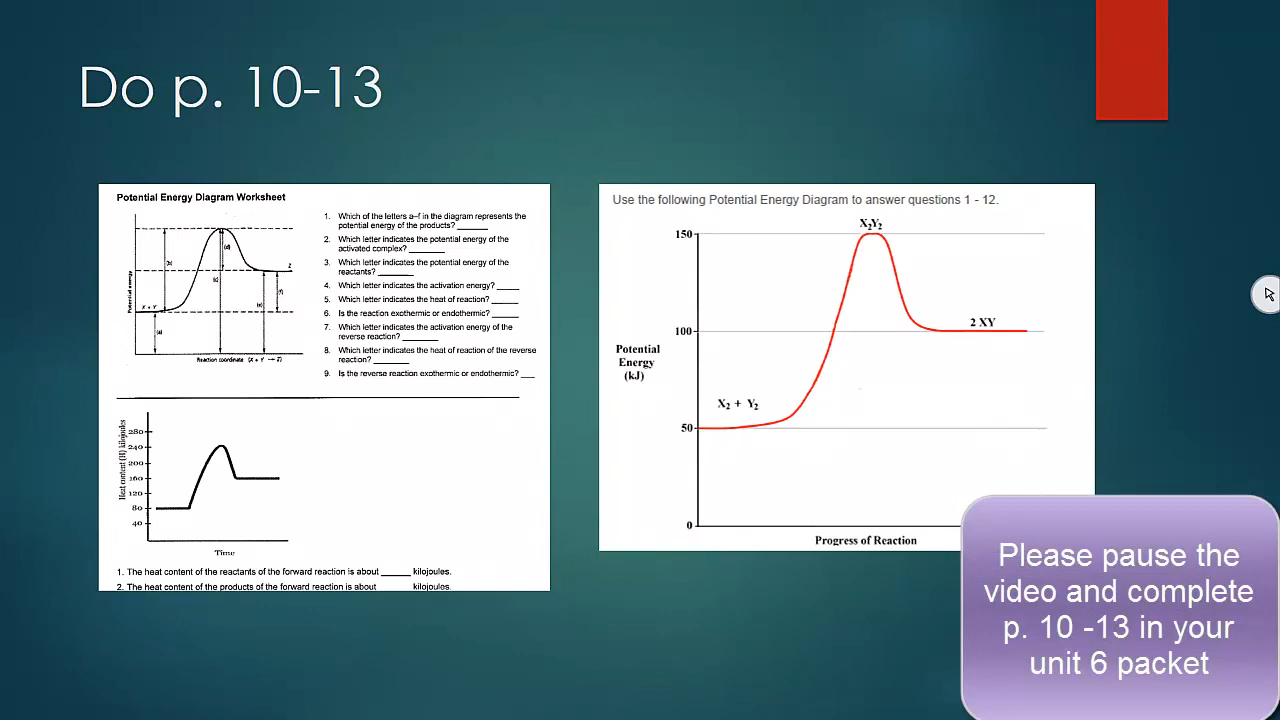 Do p. 10-13
Potential Energy Diagram Worksheet
Potential energy
X + Y
Z
(a)
(b)
(c)
(d)
(e)
(f)
Reaction coordinate (X + Y → Z)
1. Which of the letters a–f in the diagram represents the
potential energy of the products? ______
2. Which letter indicates the potential energy of the
activated complex? ______
3. Which letter indicates the potential energy of the
reactants? ______
4. Which letter indicates the activation energy? ____
5. Which letter indicates the heat of reaction? _____
6. Is the reaction exothermic or endothermic? _____
7. Which letter indicates the activation energy of the
reverse reaction? ______
8. Which letter indicates the heat of reaction of the reverse
reaction? ______
9. Is the reverse reaction exothermic or endothermic? ___
Heat content (H) kilojoules
280
240
200
160
120
80
40
Time
1. The heat content of the reactants of the forward reaction is about ______ kilojoules.
2. The heat content of the products of the forward reaction is about ______ kilojoules.
Use the following Potential Energy Diagram to answer questions 1 - 12.
X₂Y₂
150
100
2 XY
Potential
Energy
(kJ)
X₂ + Y₂
50
0
Progress of Reaction
Please pause the
video and complete
p. 10 -13 in your
unit 6 packet